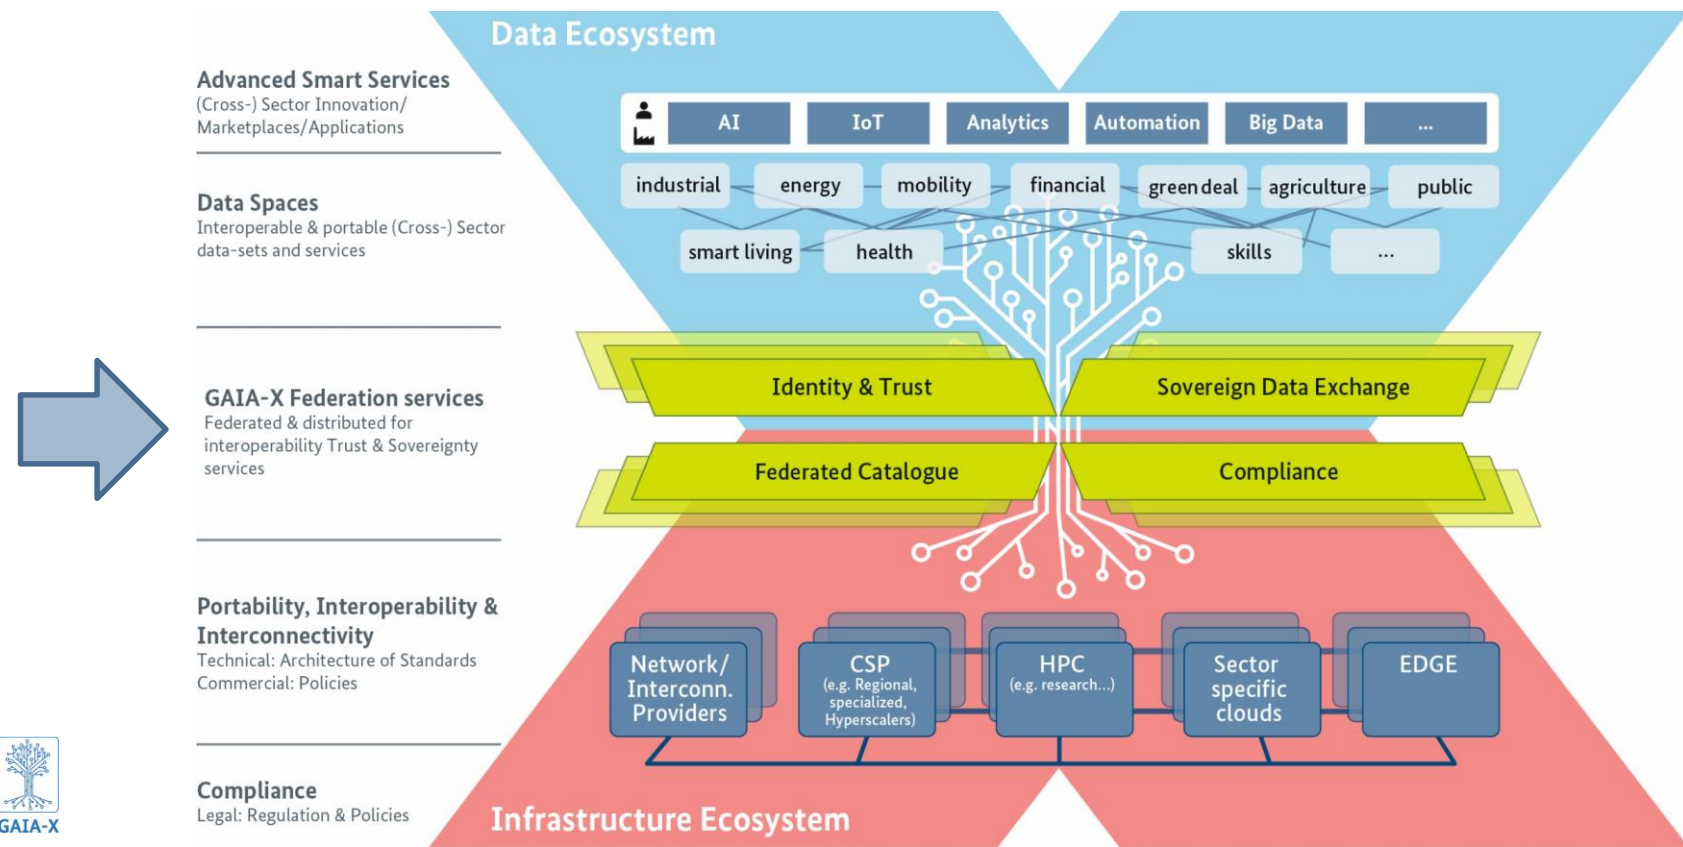 Data Ecosystem
Advanced Smart Services
(Cross-) Sector Innovation/
Marketplaces/Applications
AI
IoT
Analytics
Automation
Big Data
...
Data Spaces
Interoperable & portable (Cross-) Sector
data-sets and services
industrial
energy
mobility
financial
green deal
agriculture
public
smart living
health
skills
...
GAIA-X Federation services
Federated & distributed for
interoperability Trust & Sovereignty
services
Identity & Trust
Sovereign Data Exchange
Federated Catalogue
Compliance
Portability, Interoperability &
Interconnectivity
Technical: Architecture of Standards
Commercial: Policies
Network/
Interconn.
Providers
CSP
(e.g. Regional,
specialized,
Hyperscalers)
HPC
(e.g. research...)
Sector
specific
clouds
EDGE
Compliance
Legal: Regulation & Policies
Infrastructure Ecosystem
GAIA-X